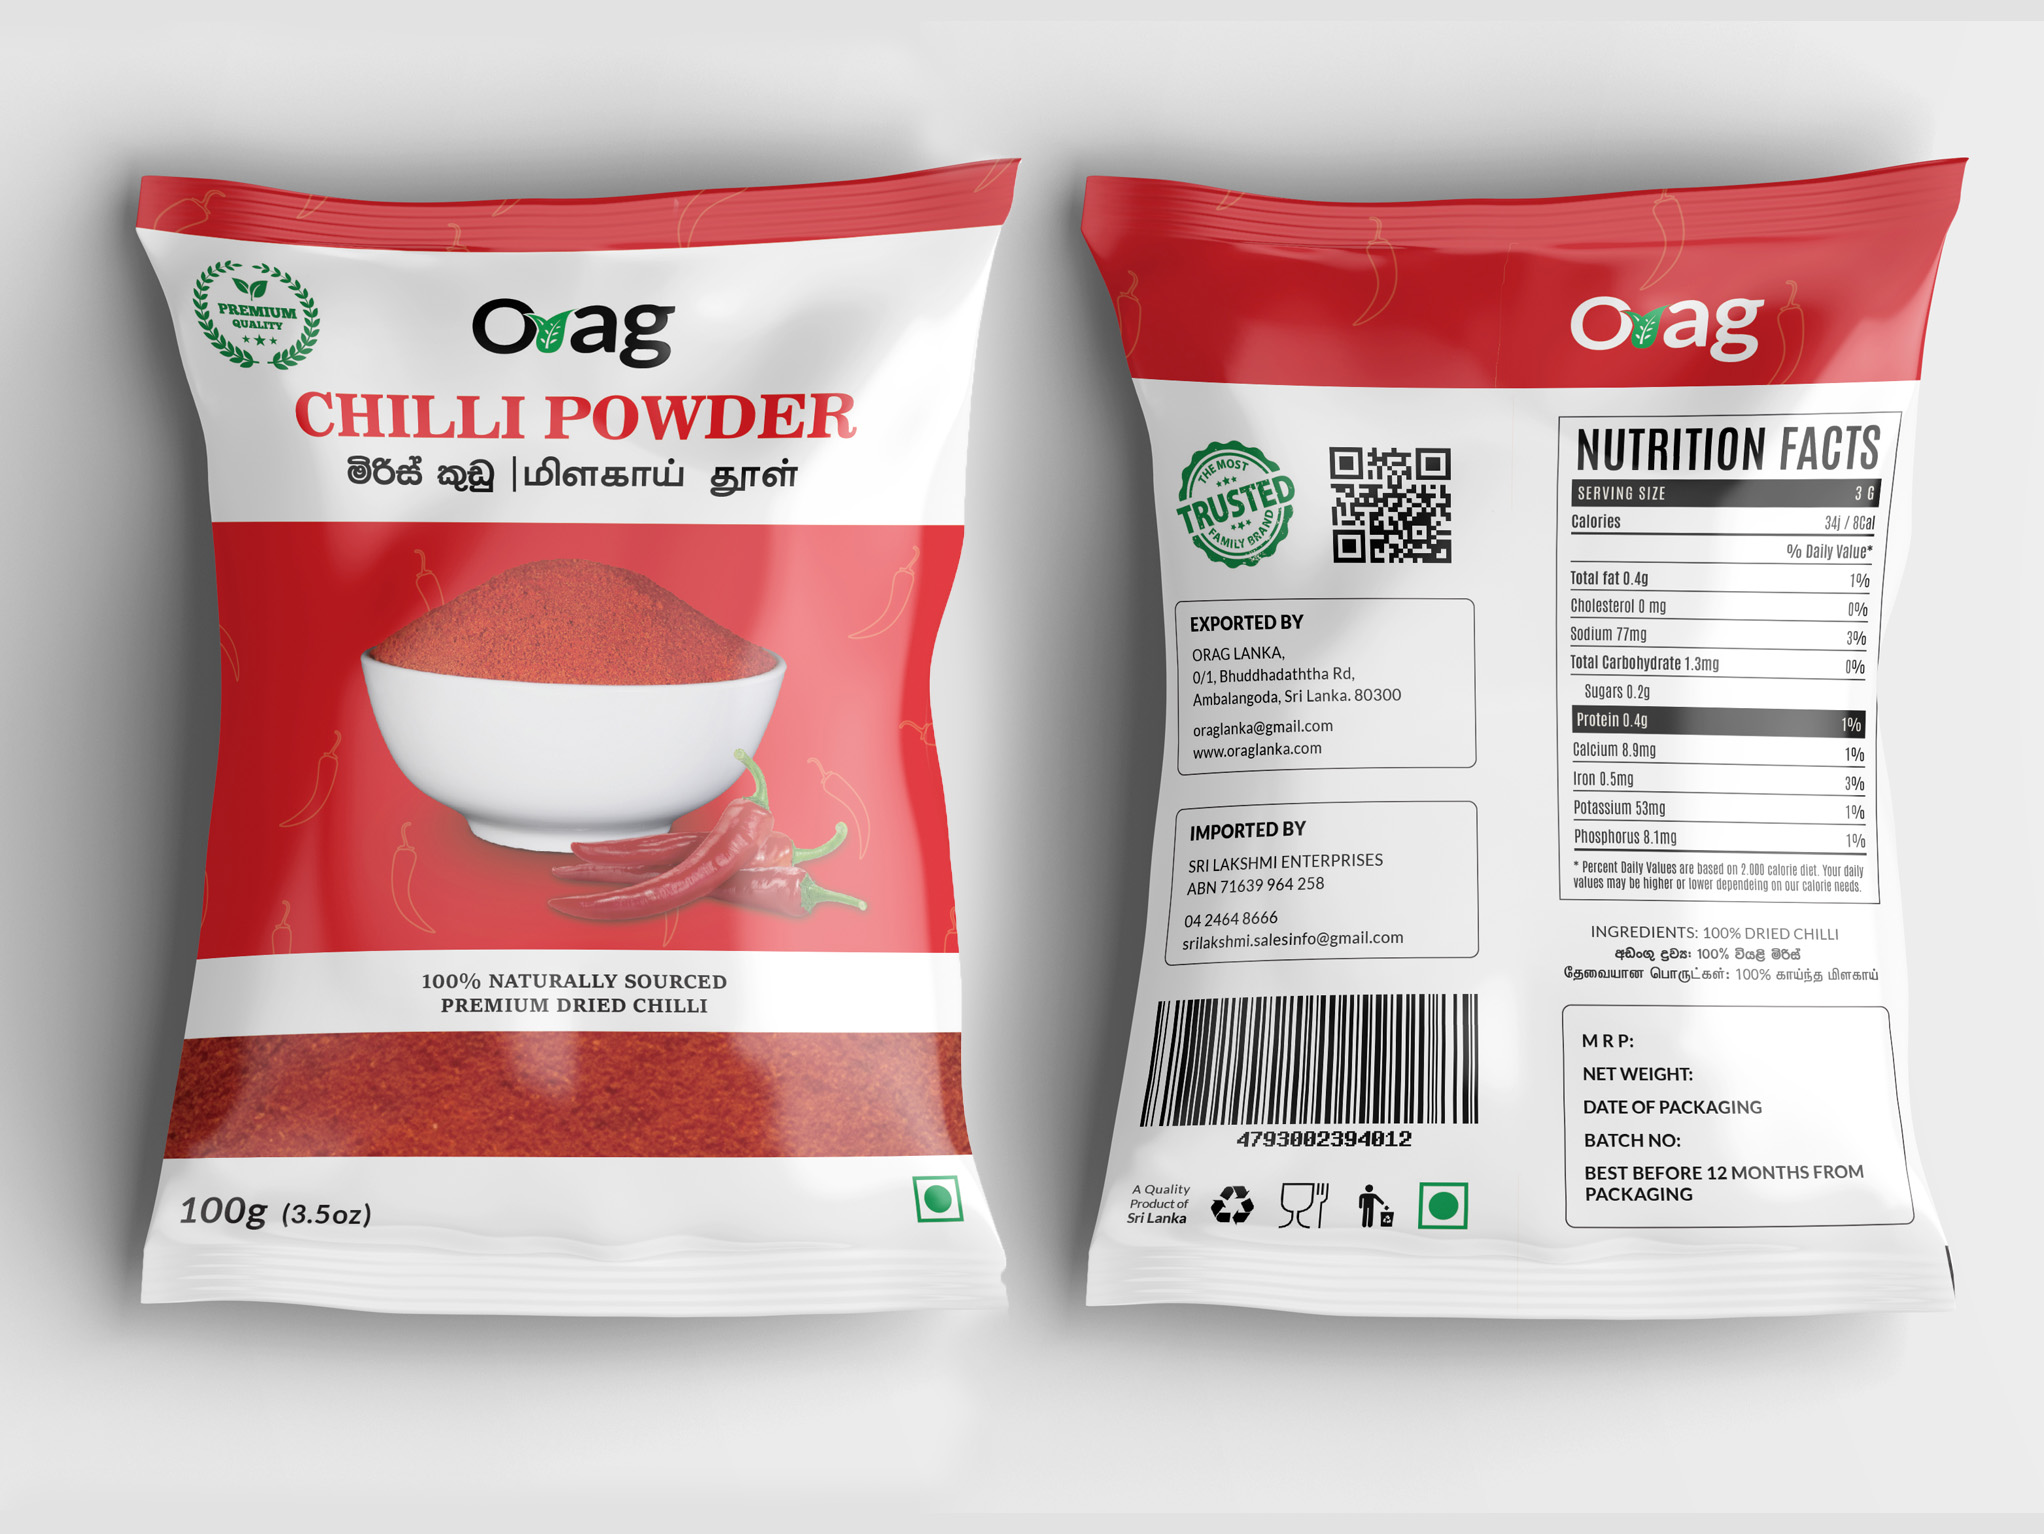 PREMIUM
QUALITY
Orag
CHILLI POWDER
මිරිස් කුඩු | மிளகாய் தூள்
100% NATURALLY SOURCED
PREMIUM DRIED CHILLI
100g (3.5oz)
Orag
THE MOST
TRUSTED
FAMILY BRAND
EXPORTED BY
ORAG LANKA,
0/1, Bhuddhadaththa Rd,
Ambalangoda, Sri Lanka. 80300
oraglanka@gmail.com
www.oraglanka.com
IMPORTED BY
SRI LAKSHMI ENTERPRISES
ABN 71639 964 258
04 2464 8666
srilakshmi.salesinfo@gmail.com
4793002394012
A Quality
Product of
Sri Lanka
NUTRITION FACTS
SERVING SIZE 3 G
Calories 34j / 8Cal
% Daily Value*
Total fat 0.4g 1%
Cholesterol 0 mg 0%
Sodium 77mg 3%
Total Carbohydrate 1.3mg 0%
Sugars 0.2g
Protein 0.4g 1%
Calcium 8.9mg 1%
Iron 0.5mg 3%
Potassium 53mg 1%
Phosphorus 8.1mg 1%
* Percent Daily Values are based on 2.000 calorie diet. Your daily
values may be higher or lower dependeing on our calorie needs.
INGREDIENTS: 100% DRIED CHILLI
අඩංගු ද්‍රව්‍ය: 100% වියළි මිරිස්
தேவையான பொருட்கள்: 100% காய்ந்த மிளகாய்
M R P:
NET WEIGHT:
DATE OF PACKAGING
BATCH NO:
BEST BEFORE 12 MONTHS FROM
PACKAGING